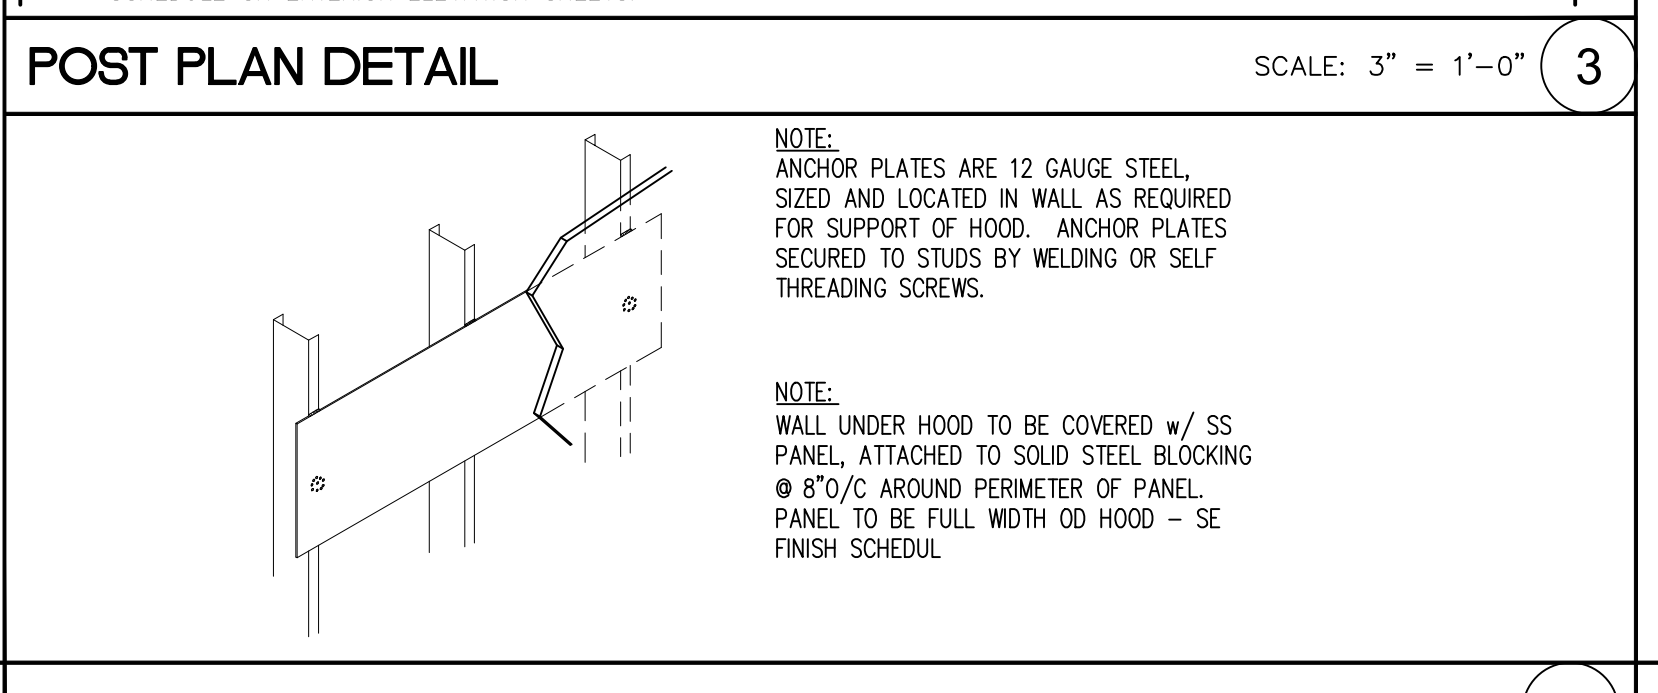 POST PLAN DETAIL
SCALE: 3" = 1'-0"
3
NOTE:
ANCHOR PLATES ARE 12 GAUGE STEEL,
SIZED AND LOCATED IN WALL AS REQUIRED
FOR SUPPORT OF HOOD. ANCHOR PLATES
SECURED TO STUDS BY WELDING OR SELF
THREADING SCREWS.
NOTE:
WALL UNDER HOOD TO BE COVERED w/ SS
PANEL, ATTACHED TO SOLID STEEL BLOCKING
@ 8"O/C AROUND PERIMETER OF PANEL.
PANEL TO BE FULL WIDTH OD HOOD - SE
FINISH SCHEDUL